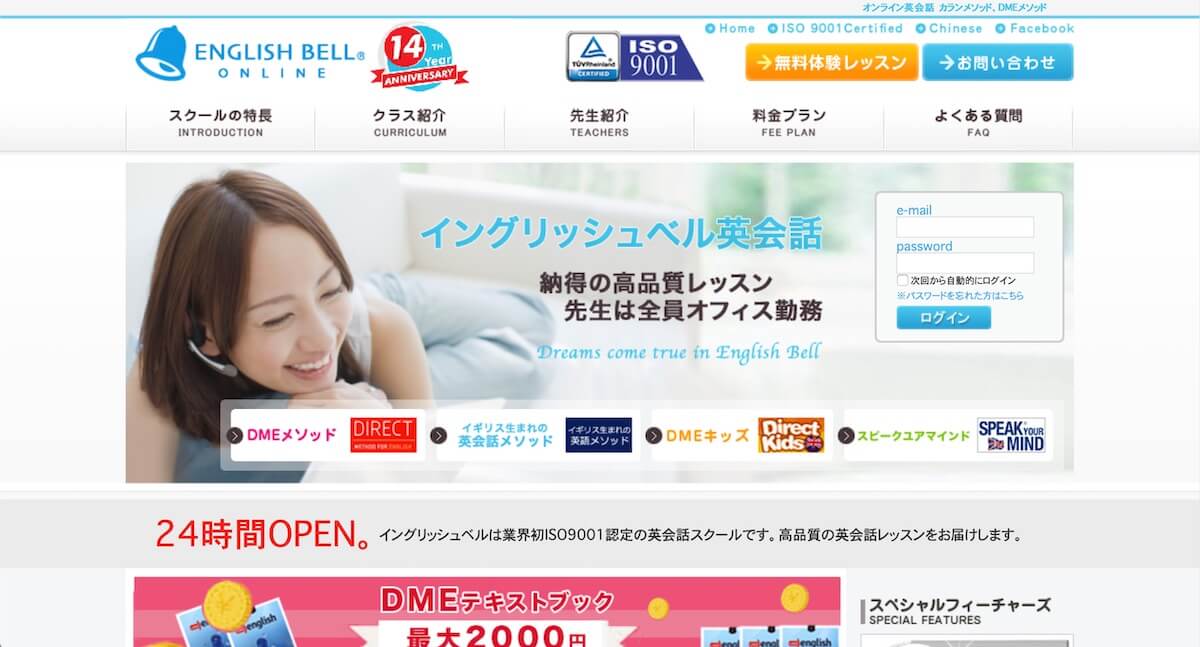 オンライン英会話 カランメソッド、DMEメソッド
Home ISO 9001Certified Chinese Facebook
ENGLISH BELL®
ONLINE
14TH
Year
ANNIVERSARY
TÜVRheinland
CERTIFIED
ISO
9001
無料体験レッスン
お問い合わせ
スクールの特長
INTRODUCTION
クラス紹介
CURRICULUM
先生紹介
TEACHERS
料金プラン
FEE PLAN
よくある質問
FAQ
イングリッシュベル英会話
納得の高品質レッスン
先生は全員オフィス勤務
Dreams come true in English Bell
e-mail
password
次回から自動的にログイン
※パスワードを忘れた方はこちら
ログイン
DMEメソッド
DIRECT
METHOD FOR ENGLISH
イギリス生まれの
英会話メソッド
イギリス生まれの
英語メソッド
DMEキッズ
Direct
Kids
スピークユアマインド
SPEAK YOUR
MIND
24時間OPEN。
イングリッシュベルは業界初ISO9001認定の英会話スクールです。高品質の英会話レッスンをお届けします。
DMEテキストブック
最大2000円
english
スペシャルフィーチャーズ
SPECIAL FEATURES